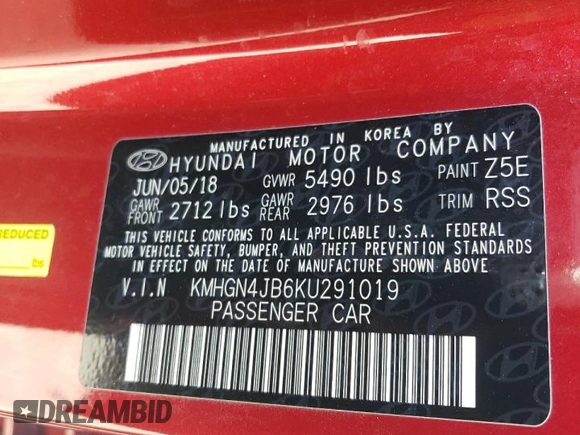 MANUFACTURED IN KOREA BY
HYUNDAI MOTOR COMPANY
JUN/05/18 GVWR 5490 lbs PAINT Z5E
GAWR FRONT 2712 lbs GAWR REAR 2976 lbs TRIM RSS
THIS VEHICLE CONFORMS TO ALL APPLICABLE U.S.A. FEDERAL
MOTOR VEHICLE SAFETY, BUMPER, AND THEFT PREVENTION STANDARDS
IN EFFECT ON THE DATE OF MANUFACTURE SHOWN ABOVE.
V.I.N KMHGN4JB6KU291019
PASSENGER CAR
REDUCED
lbs
DREAMBID